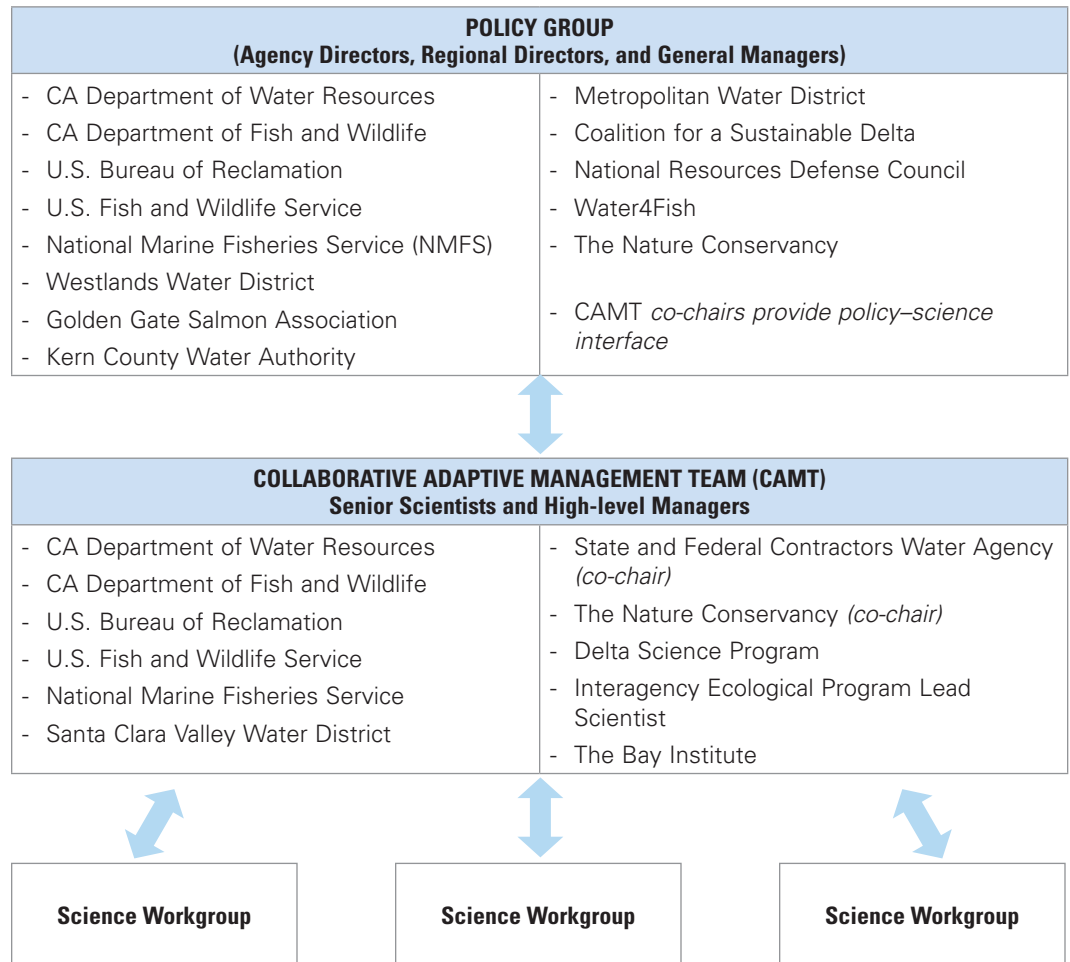 POLICY GROUP
(Agency Directors, Regional Directors, and General Managers)
- CA Department of Water Resources
- CA Department of Fish and Wildlife
- U.S. Bureau of Reclamation
- U.S. Fish and Wildlife Service
- National Marine Fisheries Service (NMFS)
- Westlands Water District
- Golden Gate Salmon Association
- Kern County Water Authority
- Metropolitan Water District
- Coalition for a Sustainable Delta
- National Resources Defense Council
- Water4Fish
- The Nature Conservancy
- CAMT co-chairs provide policy–science
interface
COLLABORATIVE ADAPTIVE MANAGEMENT TEAM (CAMT)
Senior Scientists and High-level Managers
- CA Department of Water Resources
- CA Department of Fish and Wildlife
- U.S. Bureau of Reclamation
- U.S. Fish and Wildlife Service
- National Marine Fisheries Service
- Santa Clara Valley Water District
- State and Federal Contractors Water Agency
(co-chair)
- The Nature Conservancy (co-chair)
- Delta Science Program
- Interagency Ecological Program Lead
Scientist
- The Bay Institute
Science Workgroup
Science Workgroup
Science Workgroup